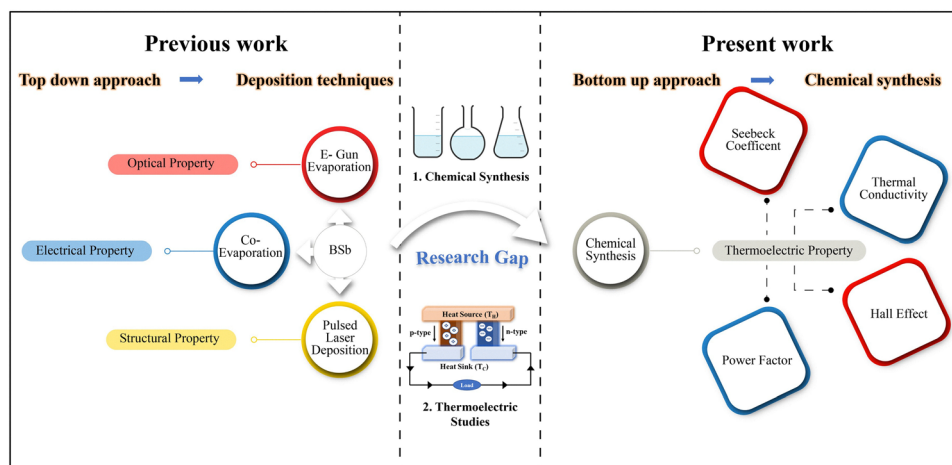 Previous work
Top down approach
Deposition techniques
Optical Property
E- Gun
Evaporation
Electrical Property
Co-
Evaporation
BSb
Structural Property
Pulsed
Laser
Deposition
1. Chemical Synthesis
Research Gap
Heat Source (TH)
p-type
n-type
Heat Sink (TC)
Load
2. Thermoelectric
Studies
Present work
Bottom up approach
Chemical synthesis
Seebeck
Coefficent
Thermal
Conductivity
Chemical
Synthesis
Thermoelectric Property
Hall Effect
Power Factor